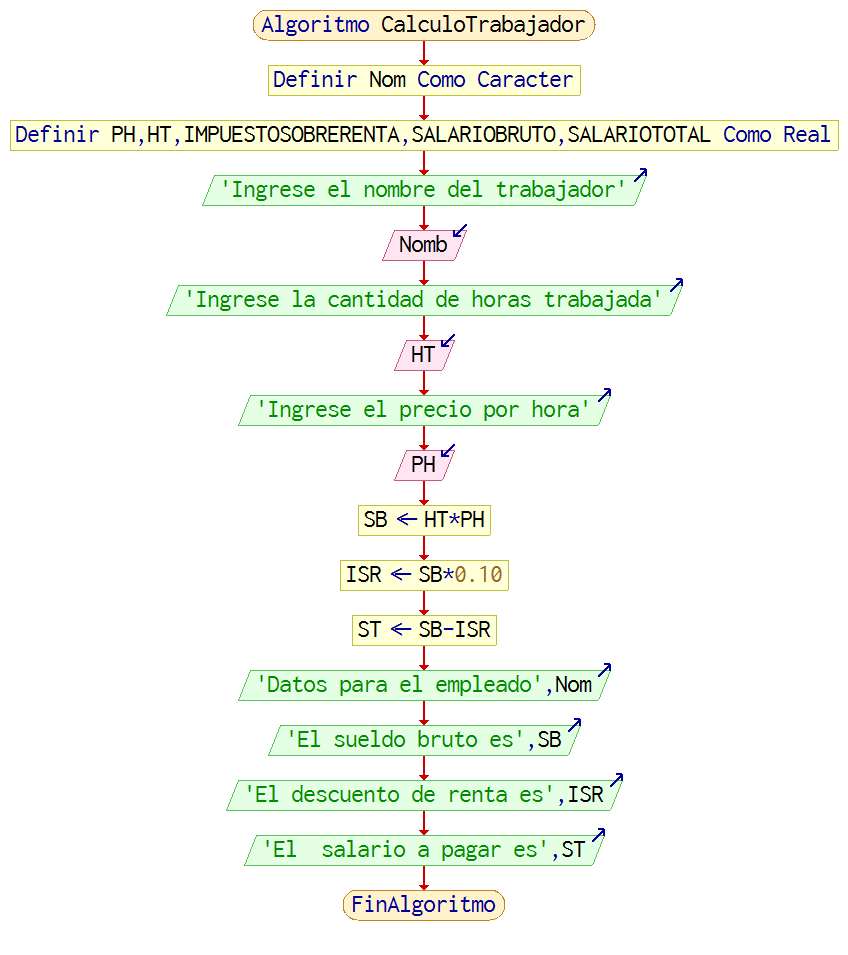 Algoritmo CalculoTrabajador
Definir Nom Como Caracter
Definir PH,HT,IMPUESTOSOBRERENTA,SALARIOBRUTO,SALARIOTOTAL Como Real
'Ingrese el nombre del trabajador'
Nomb
'Ingrese la cantidad de horas trabajada'
HT
'Ingrese el precio por hora'
PH
SB ← HT*PH
ISR ← SB*0.10
ST ← SB-ISR
'Datos para el empleado',Nom
'El sueldo bruto es',SB
'El descuento de renta es',ISR
'El  salario a pagar es',ST
FinAlgoritmo